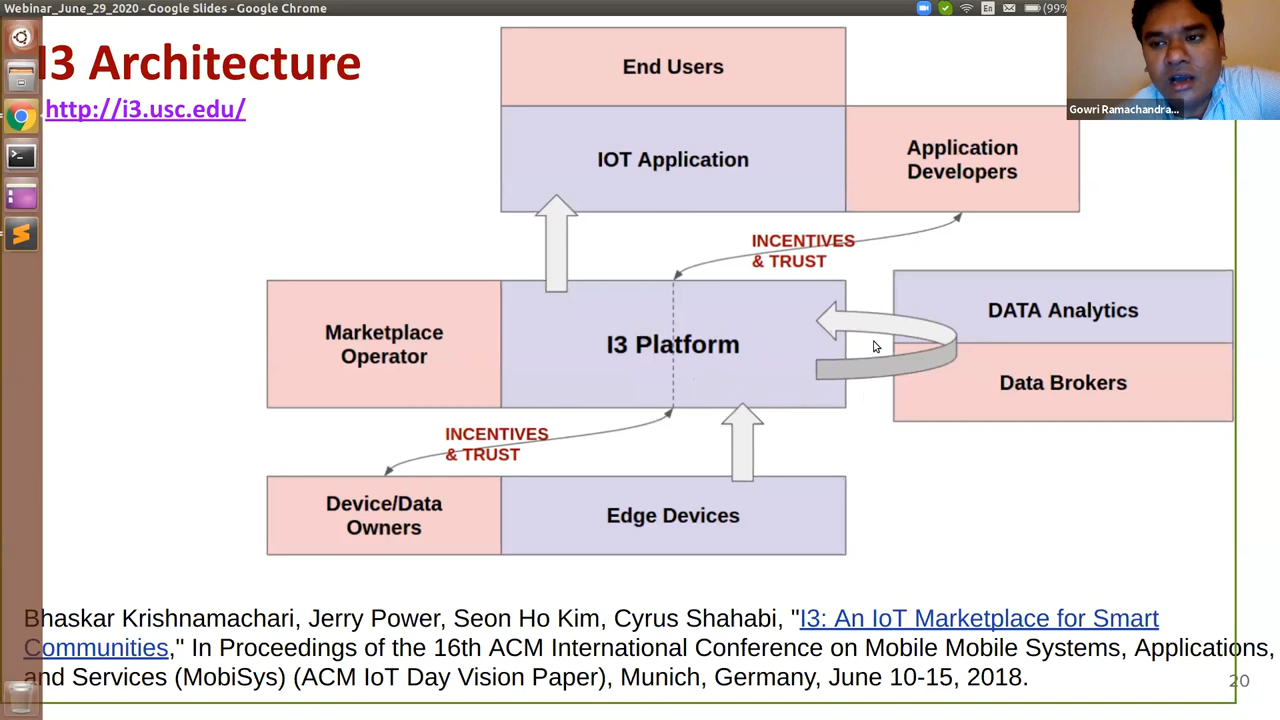 Webinar_June_29_2020 - Google Slides - Google Chrome
En
(99%
I3 Architecture
http://i3.usc.edu/
Gowri Ramachandra...
End Users
IOT Application
Application
Developers
INCENTIVES
& TRUST
Marketplace
Operator
I3 Platform
DATA Analytics
Data Brokers
INCENTIVES
& TRUST
Device/Data
Owners
Edge Devices
Bhaskar Krishnamachari, Jerry Power, Seon Ho Kim, Cyrus Shahabi, "I3: An IoT Marketplace for Smart
Communities," In Proceedings of the 16th ACM International Conference on Mobile Mobile Systems, Applications,
and Services (MobiSys) (ACM IoT Day Vision Paper), Munich, Germany, June 10-15, 2018.
20